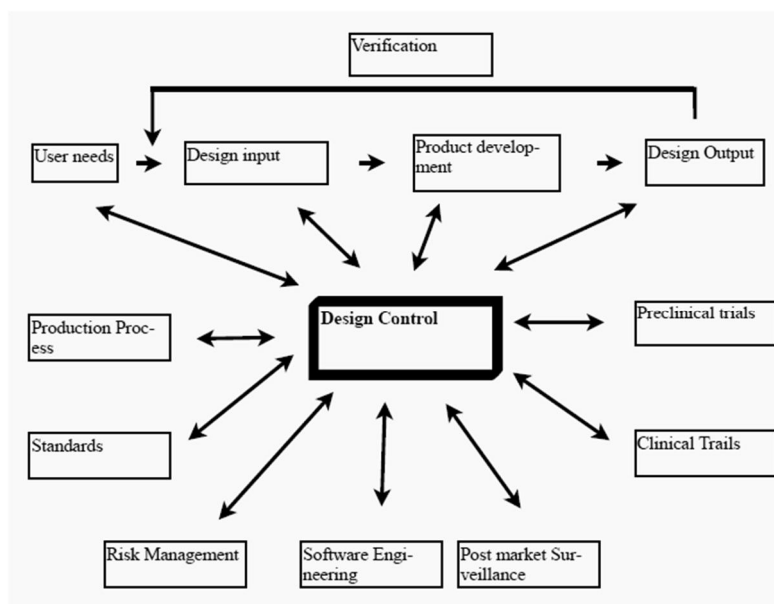 Verification
User needs
Design input
Product develop-
ment
Design Output
Design Control
Production Proc-
ess
Preclinical trials
Standards
Clinical Trails
Risk Management
Software Engi-
neering
Post market Sur-
veillance